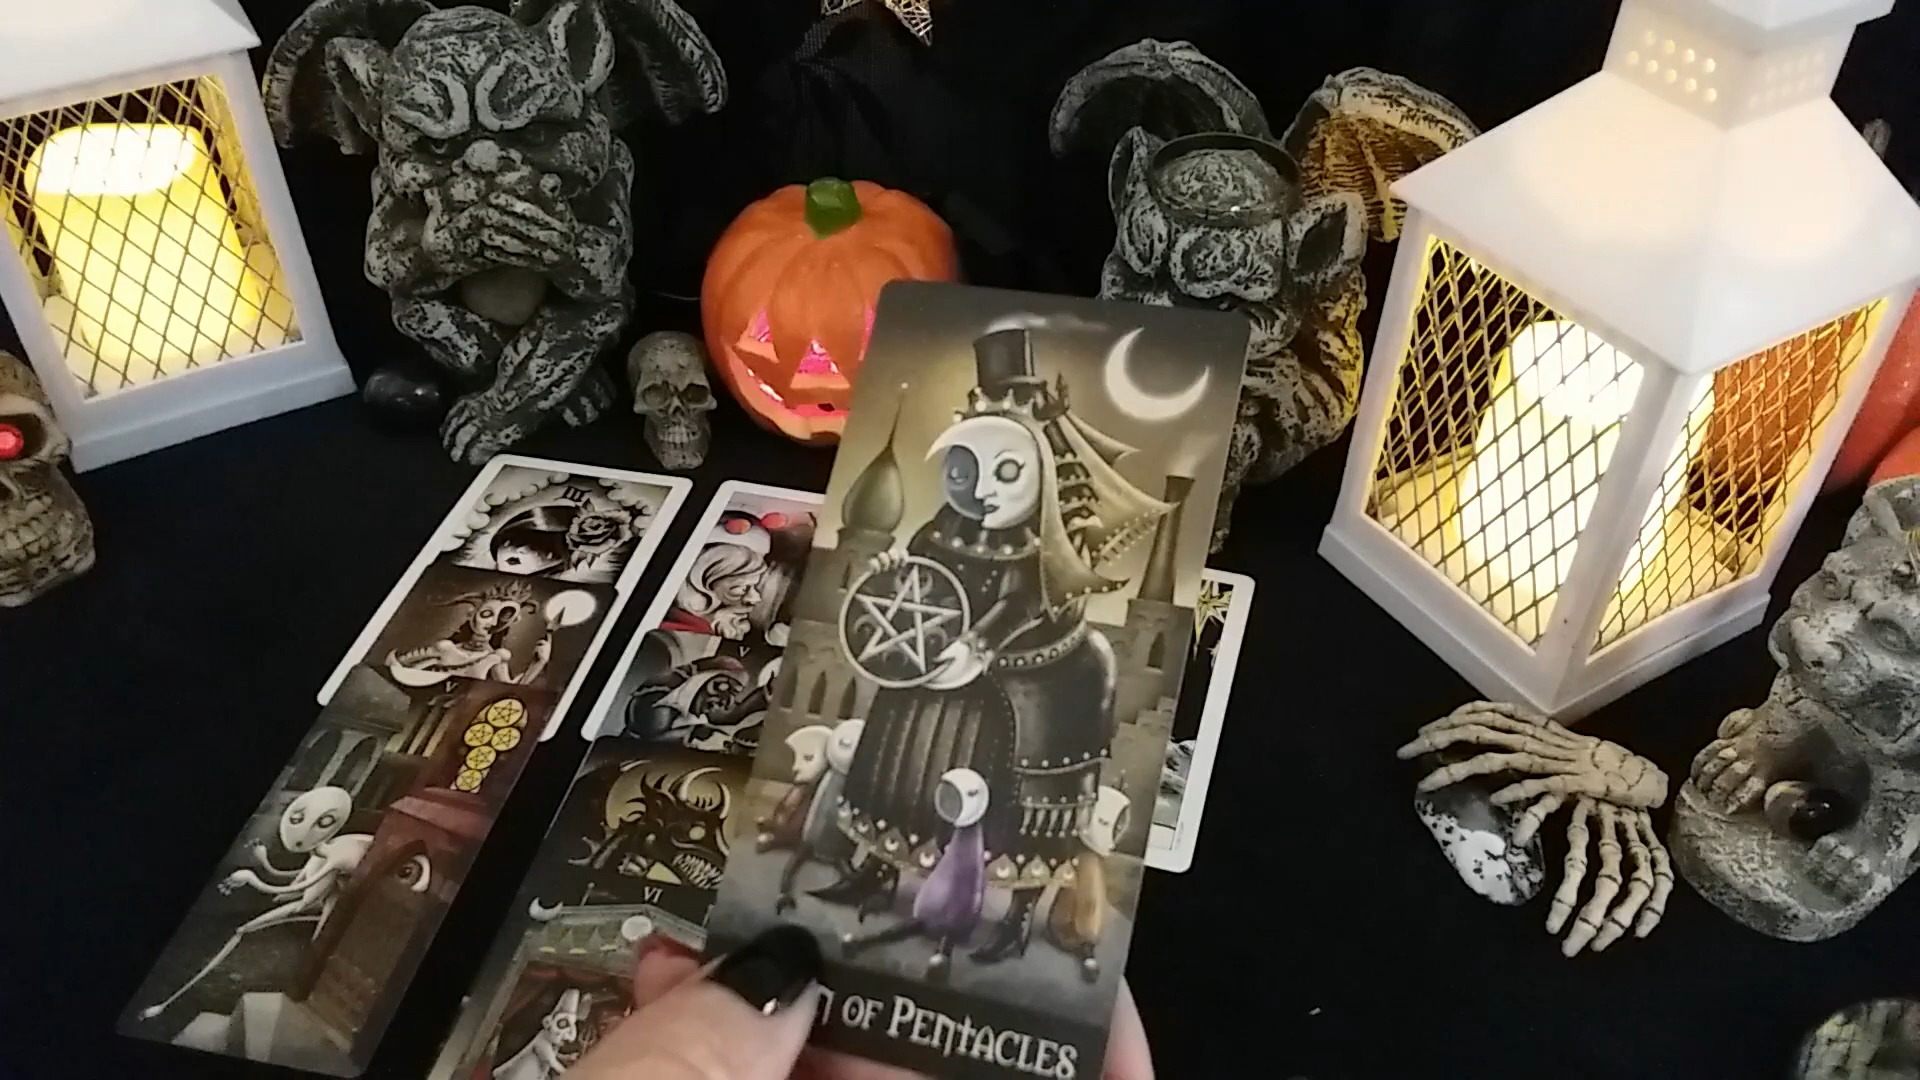 III
V
V
VI
n of Pentacles